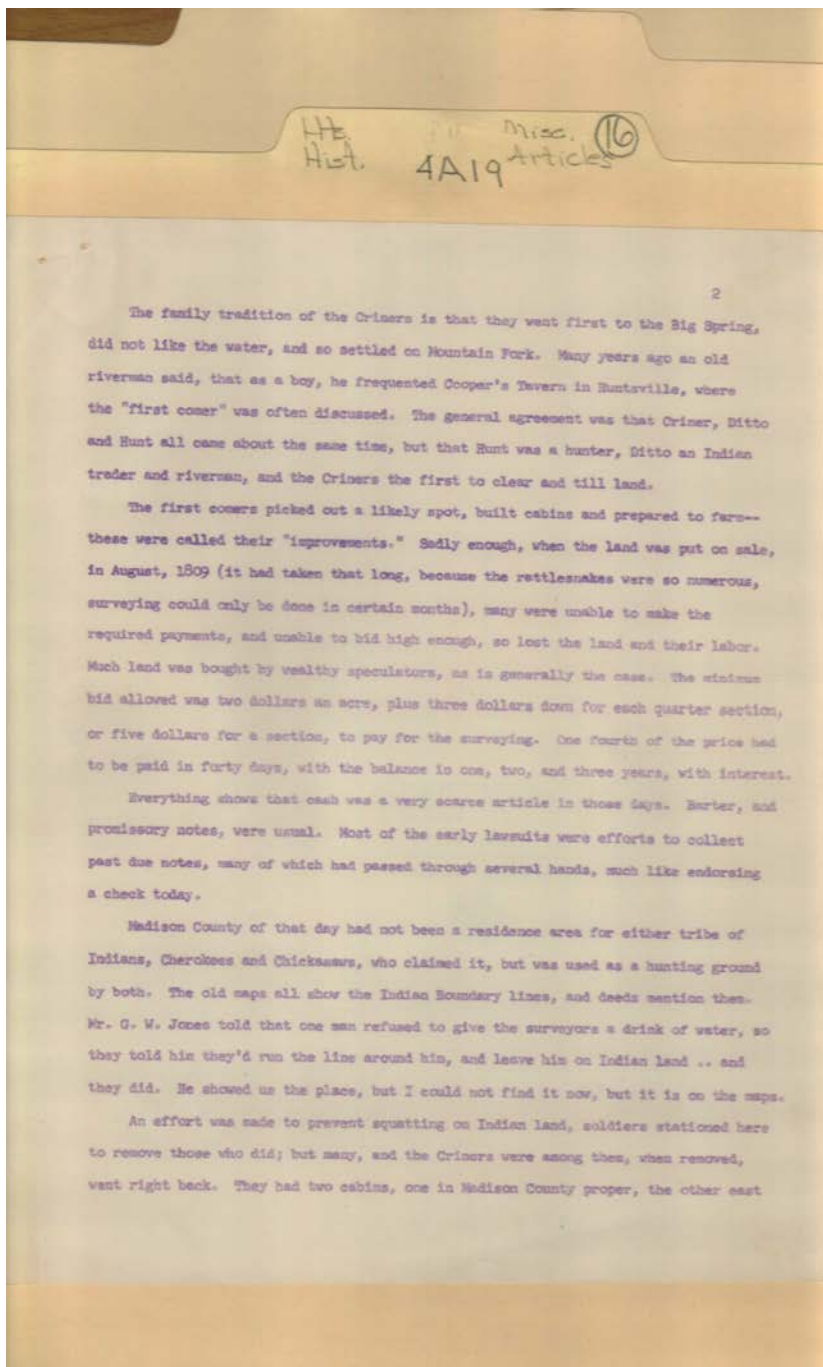 Hts. Misc. 16
Hist. 4A19 Articles
2
The family tradition of the Criners is that they went first to the Big Spring,
did not like the water, and so settled on Mountain Fork. Many years ago an old
riverman said, that as a boy, he frequented Cooper's Tavern in Huntsville, where
the "first comer" was often discussed. The general agreement was that Criner, Ditto
and Hunt all came about the same time, but that Hunt was a hunter, Ditto an Indian
trader and riverman, and the Criners the first to clear and till land.
The first comers picked out a likely spot, built cabins and prepared to farm--
these were called their "improvements." Sadly enough, when the land was put on sale,
in August, 1809 (it had taken that long, because the rattlesnakes were so numerous,
surveying could only be done in certain months), many were unable to make the
required payments, and unable to bid high enough, so lost the land and their labor.
Much land was bought by wealthy speculators, as is generally the case. The minimum
bid allowed was two dollars an acre, plus three dollars down for each quarter section,
or five dollars for a section, to pay for the surveying. One fourth of the price had
to be paid in forty days, with the balance in one, two, and three years, with interest.
Everything shows that cash was a very scarce article in those days. Barter, and
promissory notes, were usual. Most of the early lawsuits were efforts to collect
past due notes, many of which had passed through several hands, much like endorsing
a check today.
Madison County of that day had not been a residence area for either tribe of
Indians, Cherokees and Chickasaws, who claimed it, but was used as a hunting ground
by both. The old maps all show the Indian Boundary lines, and deeds mention them.
Mr. G. W. Jones told that one man refused to give the surveyors a drink of water, so
they told him they'd run the line around him, and leave him on Indian land .. and
they did. He showed us the place, but I could not find it now, but it is on the maps.
An effort was made to prevent squatting on Indian land, soldiers stationed here
to remove those who did; but many, and the Criners were among them, when removed,
went right back. They had two cabins, one in Madison County proper, the other east